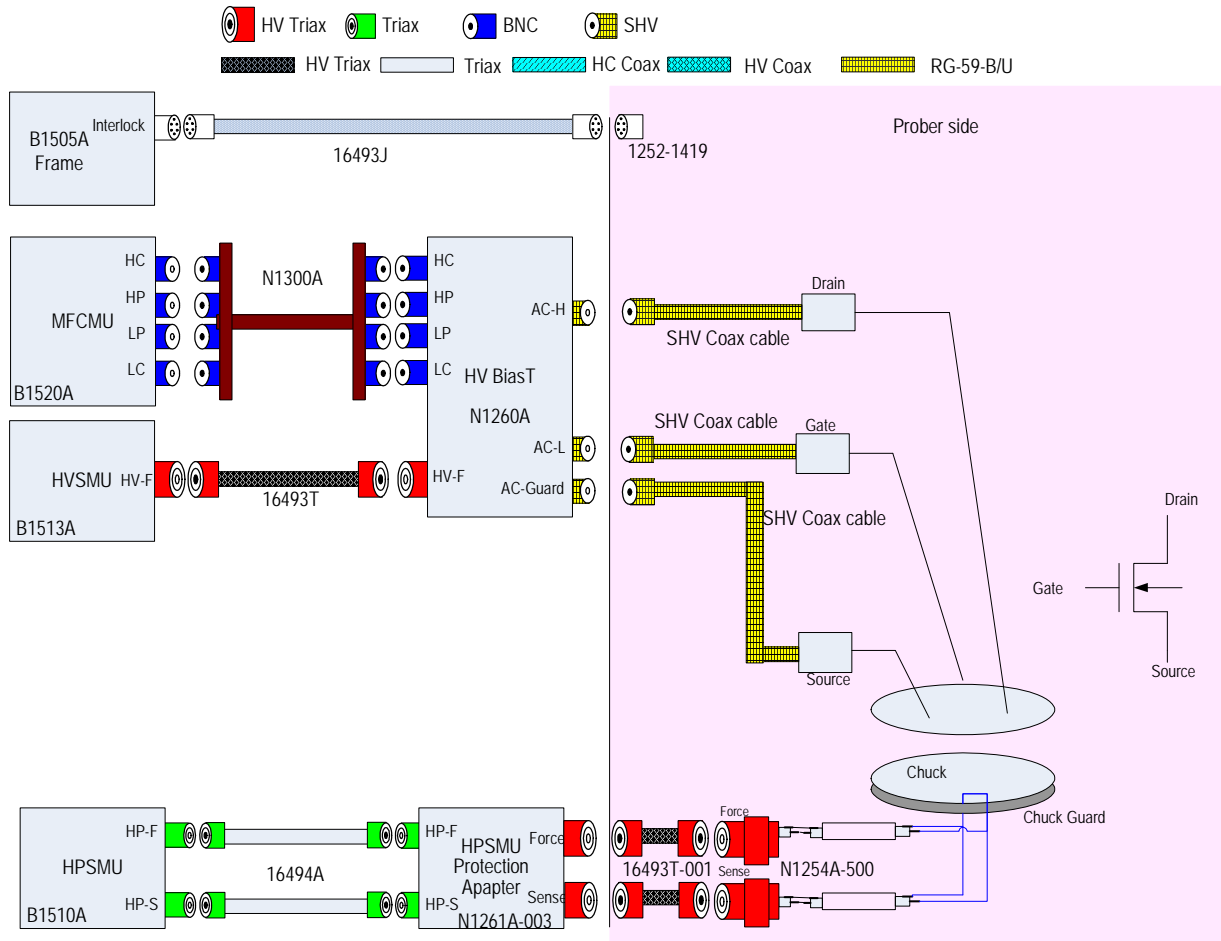 HV Triax Triax BNC SHV
HV Triax Triax HC Coax HV Coax RG-59-B/U
B1505A
Frame
Interlock
16493J
1252-1419
Prober side
MFCMU
B1520A
HC
HP
LP
LC
N1300A
HC
HP
LP
LC
HV BiasT
N1260A
AC-H
AC-L
AC-Guard
HV-F
HVSMU
HV-F
B1513A
16493T
Drain
SHV Coax cable
SHV Coax cable
Gate
SHV Coax cable
Source
Drain
Gate
Source
Chuck
Chuck Guard
HPSMU
B1510A
HP-F
HP-S
16494A
HP-F
HP-S
HPSMU
Protection
Apapter
N1261A-003
Force
Sense
16493T-001
Force
Sense
N1254A-500